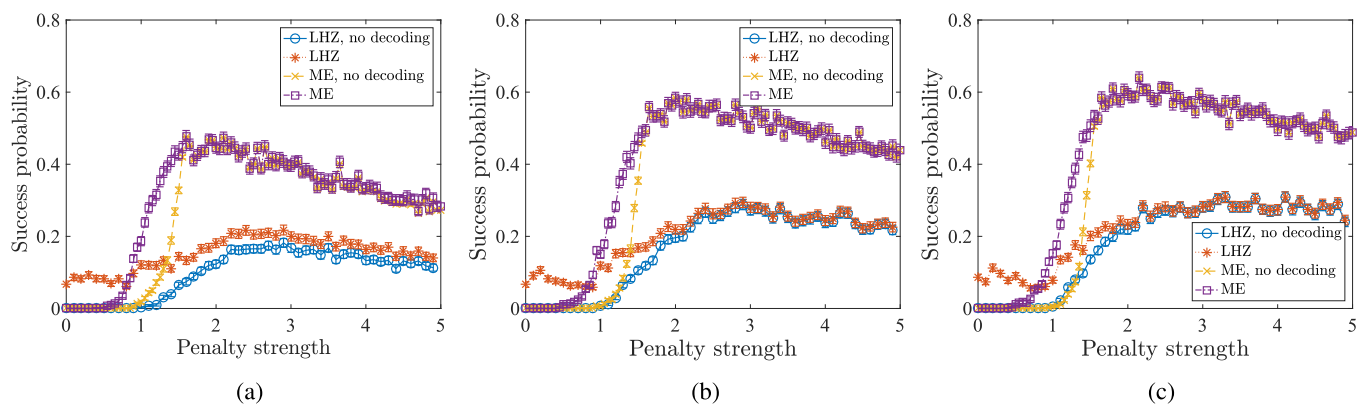 0.8
0.6
0.4
0.2
0
Success probability
0 1 2 3 4 5
Penalty strength
LHZ, no decoding
LHZ
ME, no decoding
ME
(a)
0.8
0.6
0.4
0.2
0
Success probability
0 1 2 3 4 5
Penalty strength
LHZ, no decoding
LHZ
ME, no decoding
ME
(b)
0.8
0.6
0.4
0.2
0
Success probability
0 1 2 3 4 5
Penalty strength
LHZ, no decoding
LHZ
ME, no decoding
ME
(c)